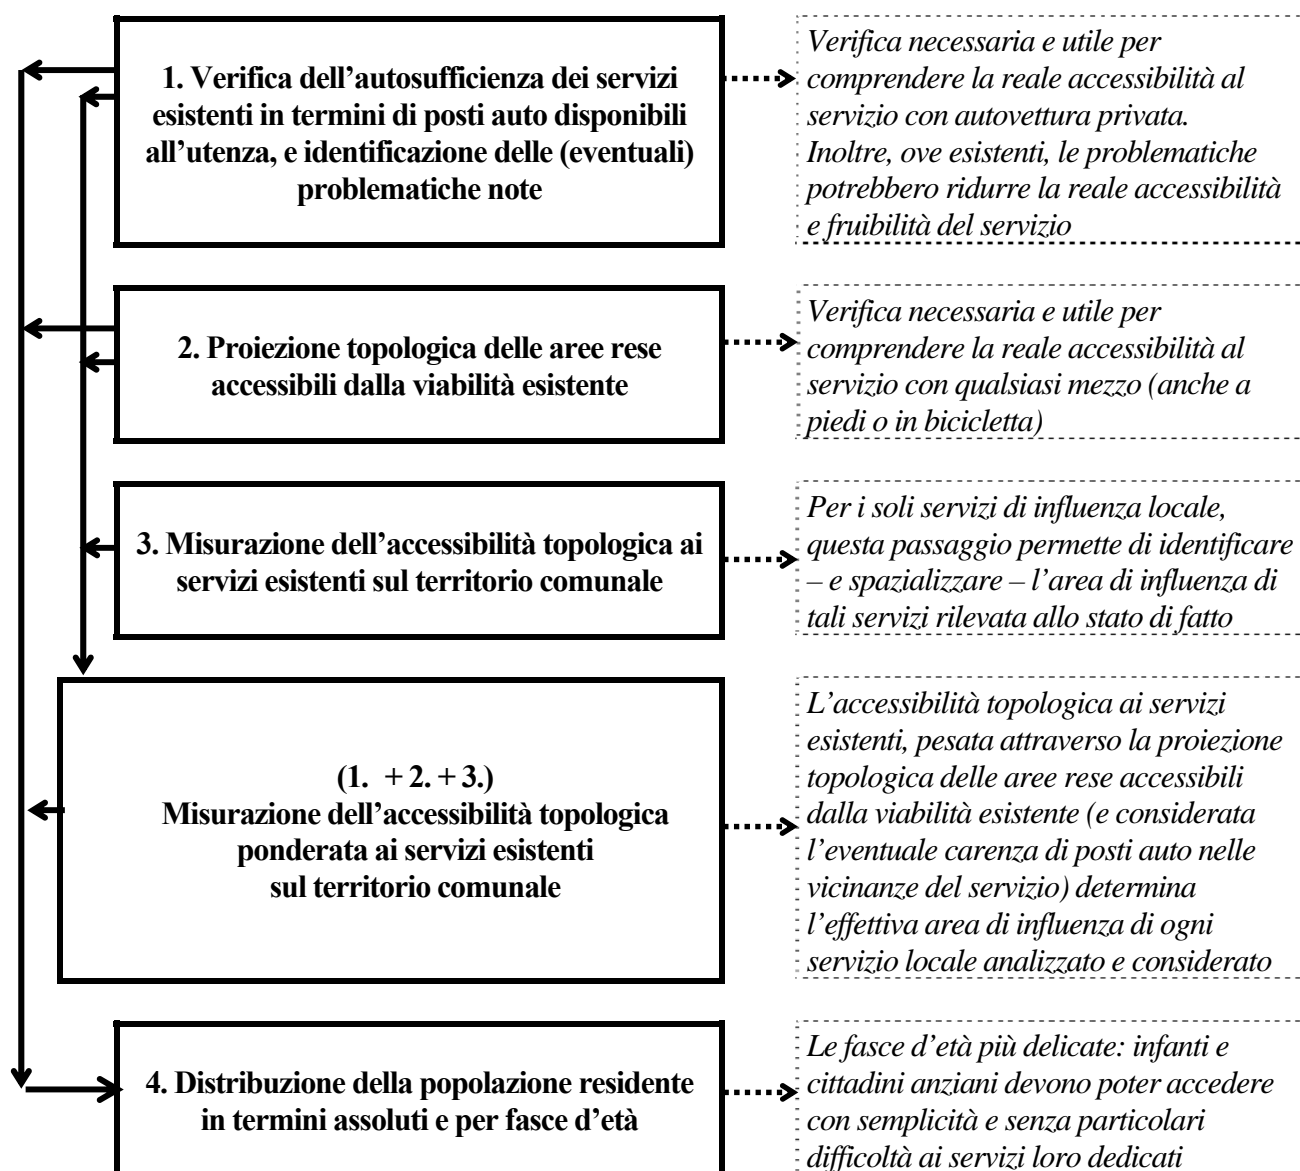 1. Verifica dell’autosufficienza dei servizi
esistenti in termini di posti auto disponibili
all’utenza, e identificazione delle (eventuali)
problematiche note
Verifica necessaria e utile per
comprendere la reale accessibilità al
servizio con autovettura privata.
Inoltre, ove esistenti, le problematiche
potrebbero ridurre la reale accessibilità
e fruibilità del servizio
2. Proiezione topologica delle aree rese
accessibili dalla viabilità esistente
Verifica necessaria e utile per
comprendere la reale accessibilità al
servizio con qualsiasi mezzo (anche a
piedi o in bicicletta)
3. Misurazione dell’accessibilità topologica ai
servizi esistenti sul territorio comunale
Per i soli servizi di influenza locale,
questa passaggio permette di identificare
– e spazializzare – l’area di influenza di
tali servizi rilevata allo stato di fatto
(1. + 2. + 3.)
Misurazione dell’accessibilità topologica
ponderata ai servizi esistenti
sul territorio comunale
L’accessibilità topologica ai servizi
esistenti, pesata attraverso la proiezione
topologica delle aree rese accessibili
dalla viabilità esistente (e considerata
l’eventuale carenza di posti auto nelle
vicinanze del servizio) determina
l’effettiva area di influenza di ogni
servizio locale analizzato e considerato
4. Distribuzione della popolazione residente
in termini assoluti e per fasce d’età
Le fasce d’età più delicate: infanti e
cittadini anziani devono poter accedere
con semplicità e senza particolari
difficoltà ai servizi loro dedicati